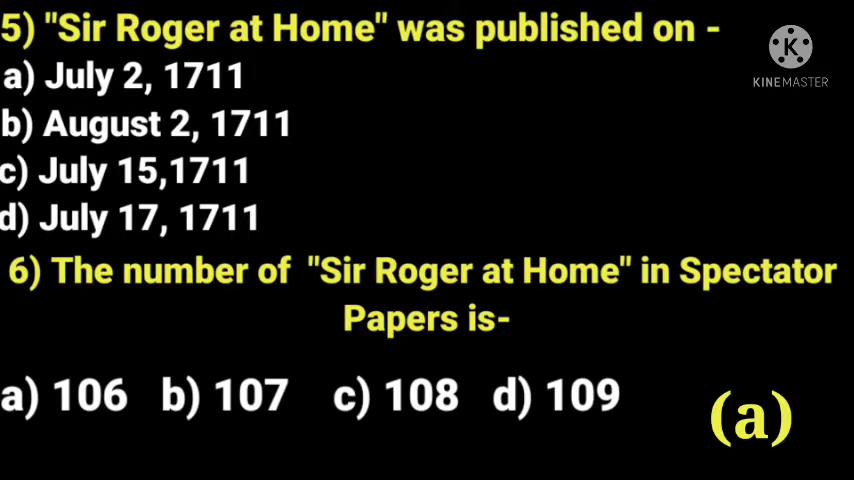 5) "Sir Roger at Home" was published on -
a) July 2, 1711
b) August 2, 1711
c) July 15,1711
d) July 17, 1711
6) The number of "Sir Roger at Home" in Spectator
Papers is-
a) 106 b) 107 c) 108 d) 109
(a)
K
KINEMASTER